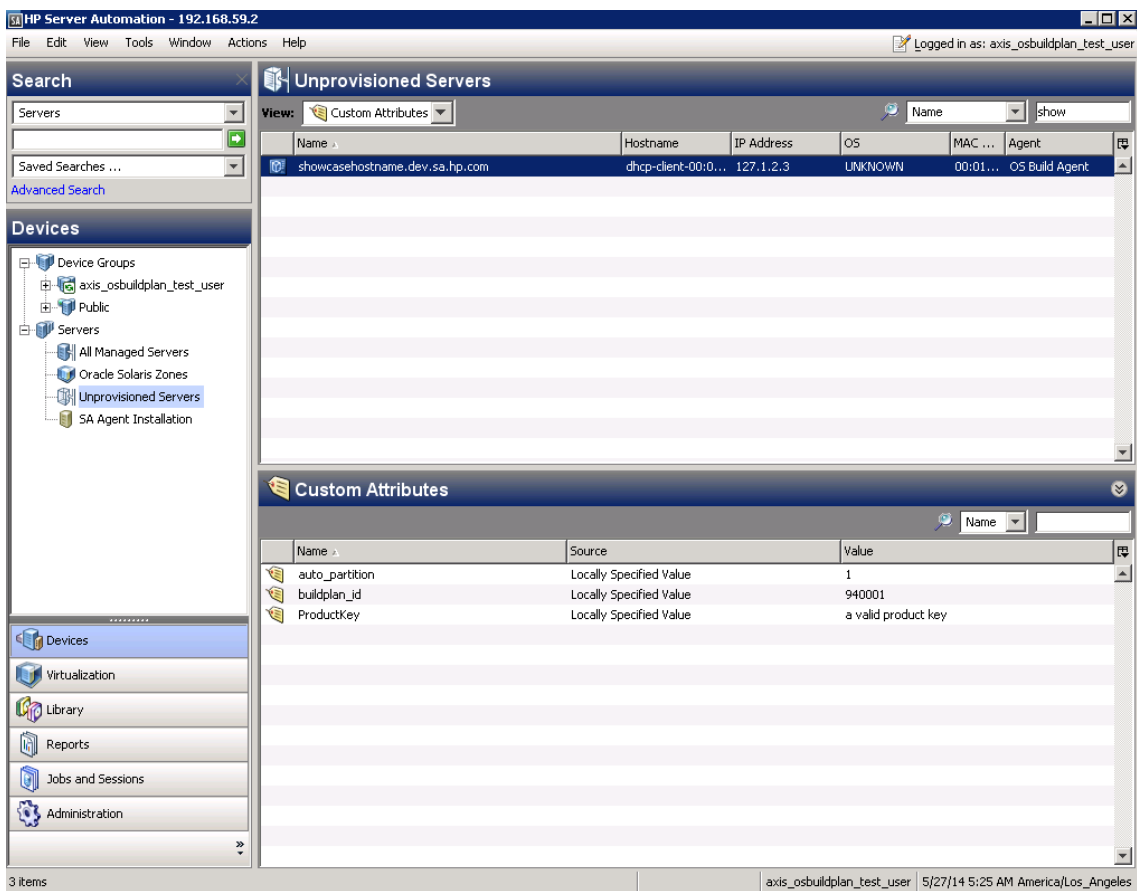 HP Server Automation - 192.168.59.2
File Edit View Tools Window Actions Help
Logged in as: axis_osbuildplan_test_user
Search
Servers
Saved Searches ...
Advanced Search
Devices
Device Groups
axis_osbuildplan_test_user
Public
Servers
All Managed Servers
Oracle Solaris Zones
Unprovisioned Servers
SA Agent Installation
Devices
Virtualization
Library
Reports
Jobs and Sessions
Administration
Unprovisioned Servers
View: Custom Attributes Name show
Name Hostname IP Address OS MAC ... Agent
showcasehostname.dev.sa.hp.com dhcp-client-00:0... 127.1.2.3 UNKNOWN 00:01... OS Build Agent
Custom Attributes
Name
Name Source Value
auto_partition Locally Specified Value 1
buildplan_id Locally Specified Value 940001
ProductKey Locally Specified Value a valid product key
3 items axis_osbuildplan_test_user 5/27/14 5:25 AM America/Los_Angeles